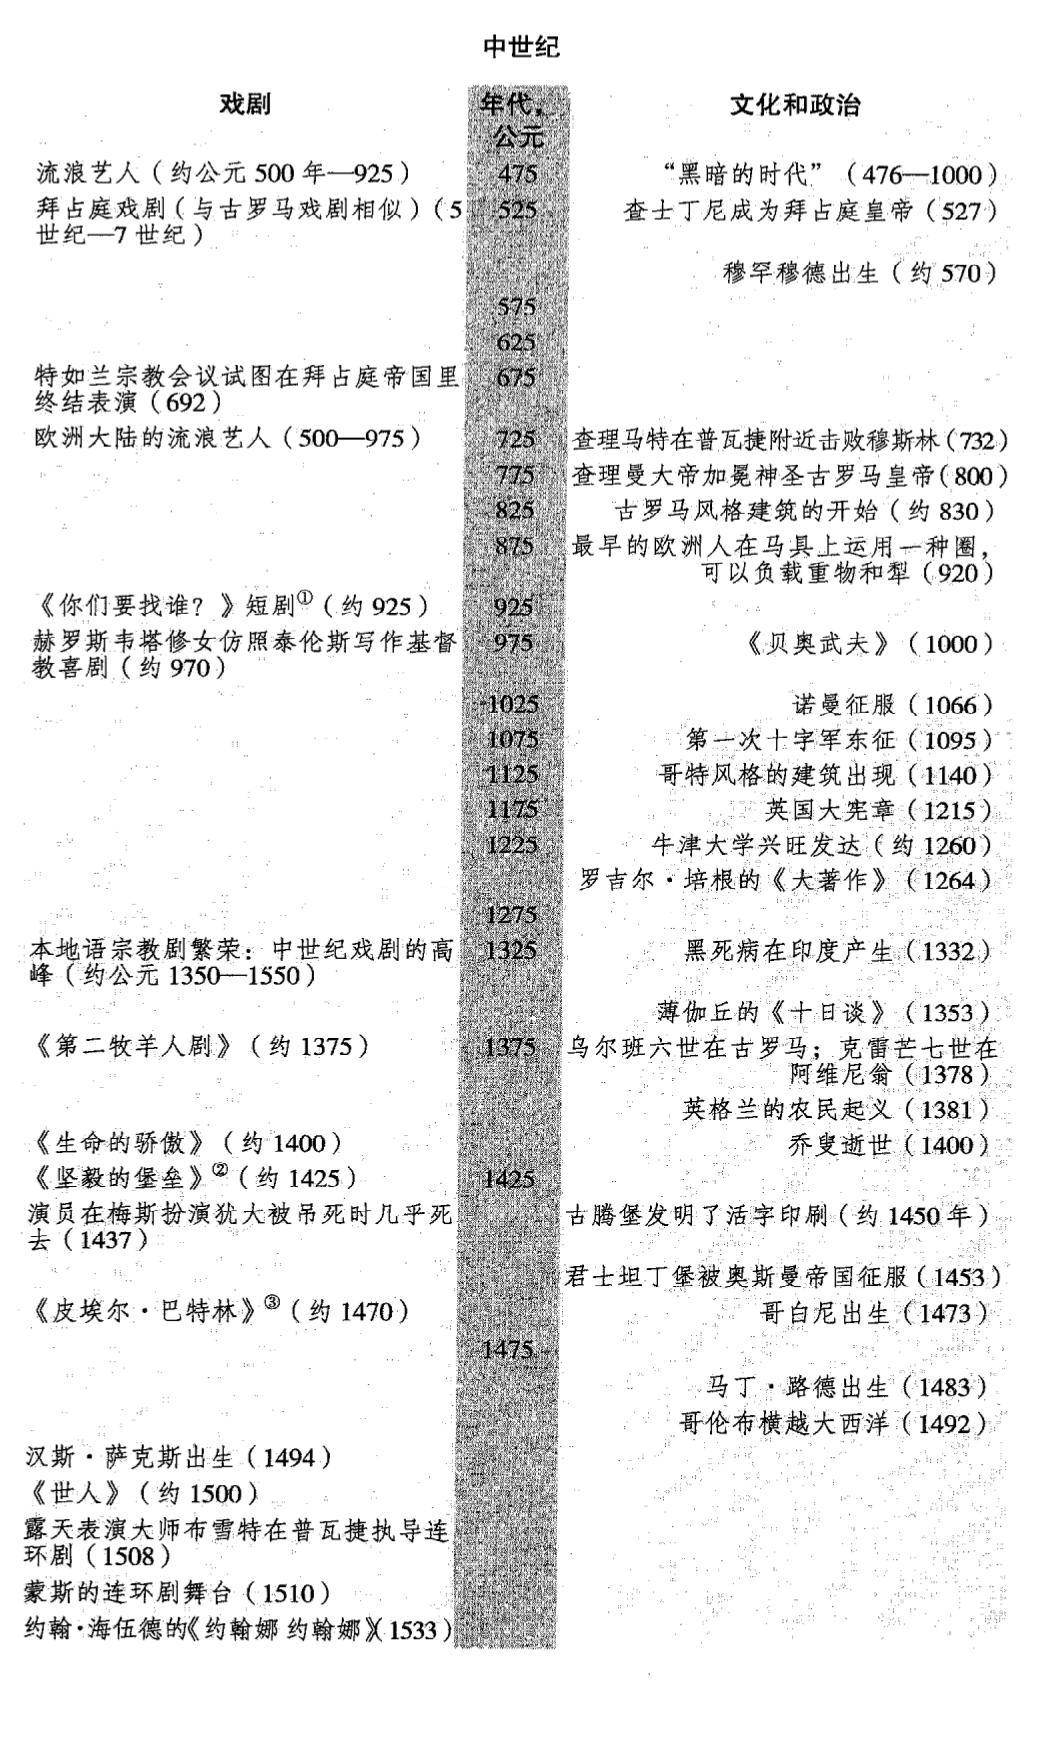 中世纪
戏剧 年代, 文化和政治
公元
流浪艺人（约公元 500 年—925） 475 “黑暗的时代”（476—1000）
拜占庭戏剧（与古罗马戏剧相似）（5 525 查士丁尼成为拜占庭皇帝（527）
世纪—7 世纪）
穆罕穆德出生（约 570）
575
625
特如兰宗教会议试图在拜占庭帝国里 675
终结表演（692）
欧洲大陆的流浪艺人（500—975） 725 查理马特在普瓦捷附近击败穆斯林（732）
775 查理曼大帝加冕神圣古罗马皇帝（800）
825 古罗马风格建筑的开始（约 830）
875 最早的欧洲人在马具上运用一种圈，
可以负载重物和犁（920）
《你们要找谁？》短剧①（约 925） 925
赫罗斯韦塔修女仿照泰伦斯写作基督 975 《贝奥武夫》（1000）
教喜剧（约 970）
1025 诺曼征服（1066）
1075 第一次十字军东征（1095）
1125 哥特风格的建筑出现（1140）
1175 英国大宪章（1215）
1225 牛津大学兴旺发达（约 1260）
罗吉尔·培根的《大著作》（1264）
1275
本地语宗教剧繁荣：中世纪戏剧的高 1325 黑死病在印度产生（1332）
峰（约公元 1350—1550）
薄伽丘的《十日谈》（1353）
《第二牧羊人剧》（约 1375） 1375 乌尔班六世在古罗马；克雷芒七世在
阿维尼翁（1378）
英格兰的农民起义（1381）
《生命的骄傲》（约 1400） 乔叟逝世（1400）
《坚毅的堡垒》②（约 1425） 1425
演员在梅斯扮演犹大被吊死时几乎死 古腾堡发明了活字印刷（约 1450 年）
去（1437）
君士坦丁堡被奥斯曼帝国征服（1453）
《皮埃尔·巴特林》③（约 1470） 哥白尼出生（1473）
1475
马丁·路德出生（1483）
哥伦布横越大西洋（1492）
汉斯·萨克斯出生（1494）
《世人》（约 1500）
露天表演大师布雪特在普瓦捷执导连
环剧（1508）
蒙斯的连环剧舞台（1510）
约翰·海伍德的《约翰娜 约翰娜》（1533）